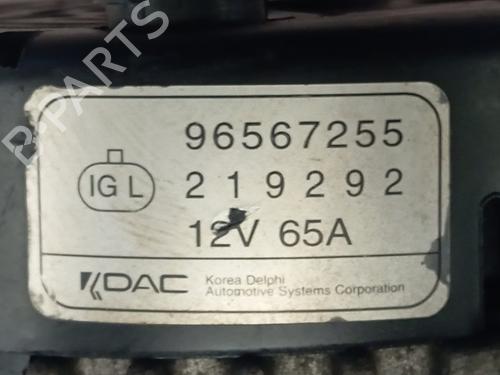 B-PARTS
96567255
IG L
219292
12V 65A
KDAC
Korea Delphi
Automotive Systems Corporation